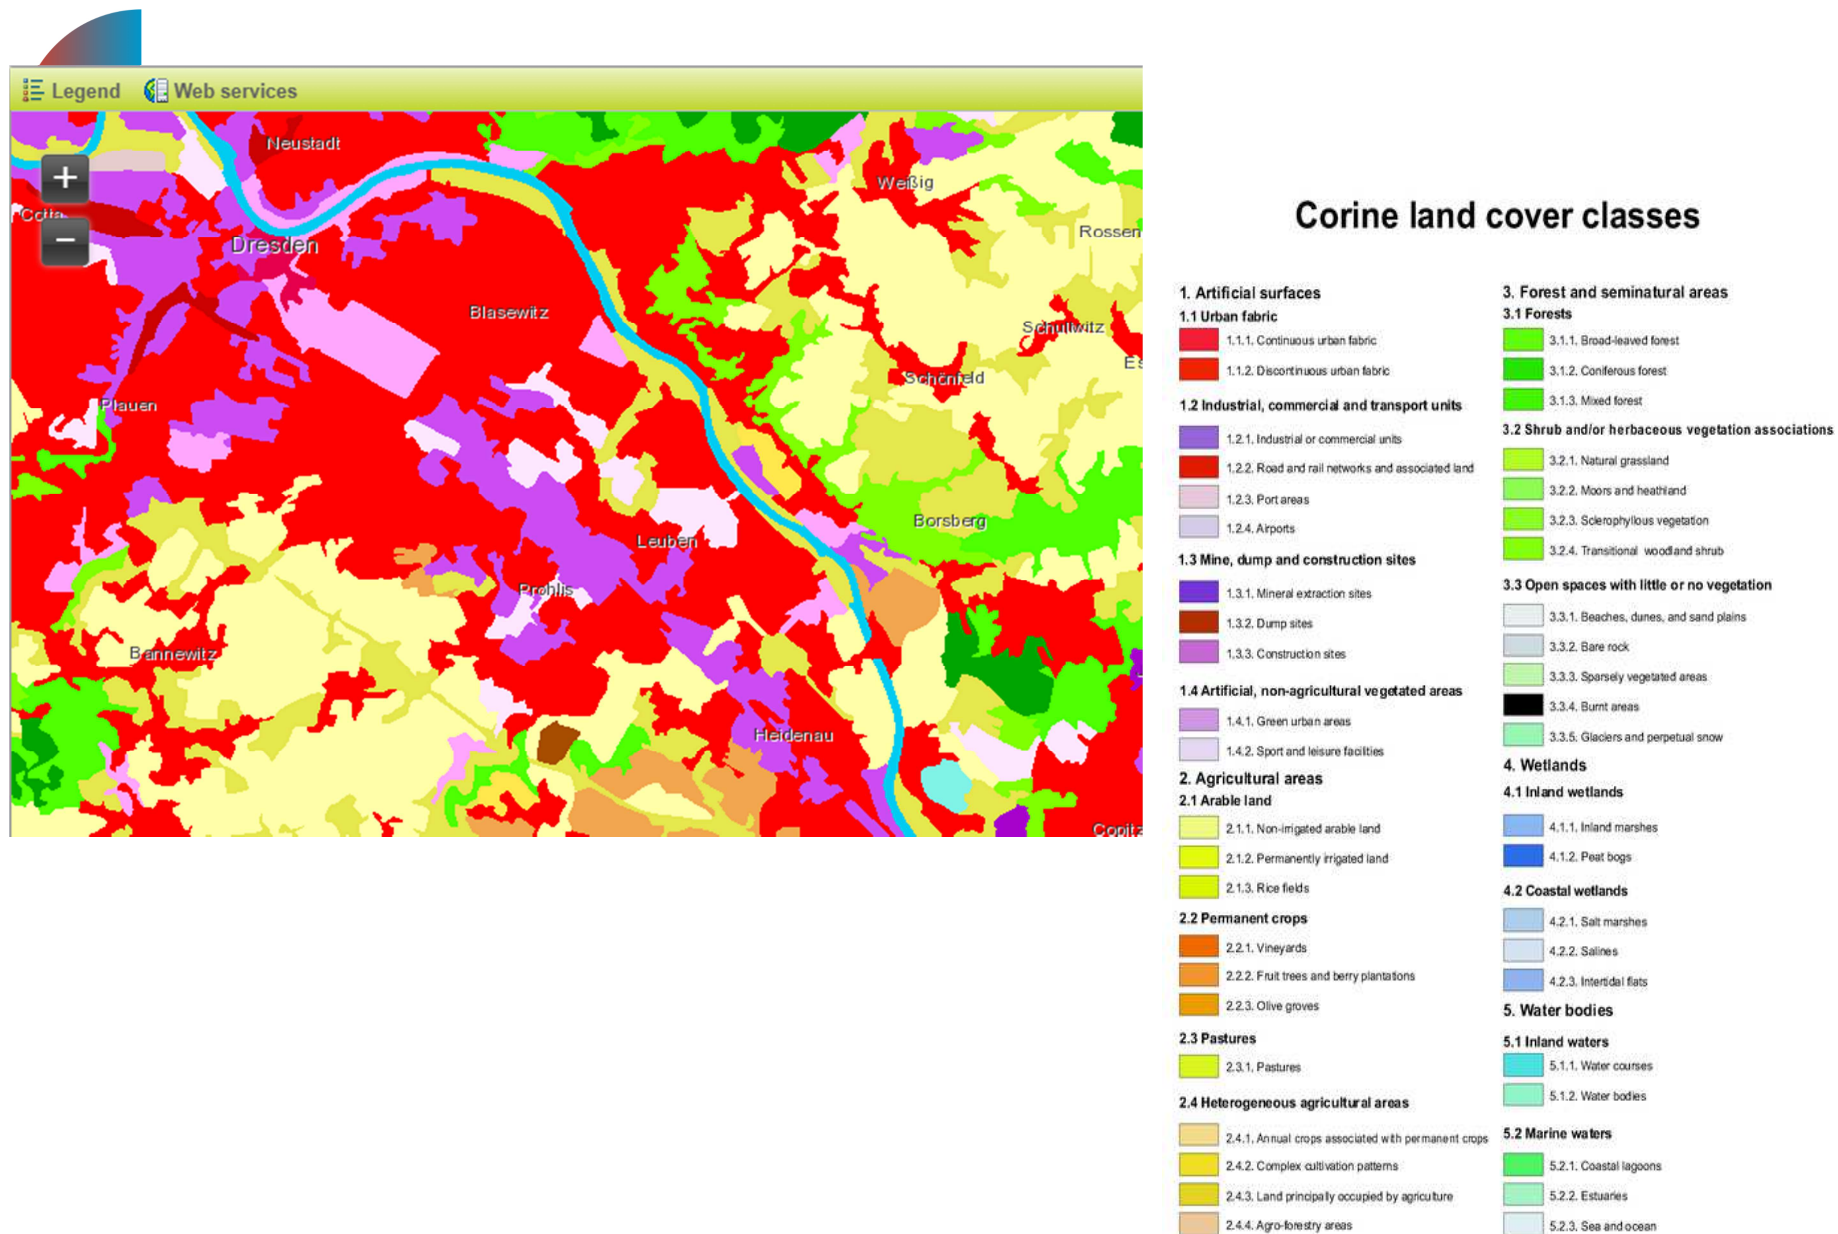 Legend
Web services
Neustadt
Weißig
Cotta
Rossen
Dresden
Blasewitz
Schullwitz
Es
Schönfeld
Plauen
Borsberg
Leuben
Prohlis
Bannewitz
Heidenau
Copitz
Corine land cover classes
1. Artificial surfaces
1.1 Urban fabric
1.1.1. Continuous urban fabric
1.1.2. Discontinuous urban fabric
1.2 Industrial, commercial and transport units
1.2.1. Industrial or commercial units
1.2.2. Road and rail networks and associated land
1.2.3. Port areas
1.2.4. Airports
1.3 Mine, dump and construction sites
1.3.1. Mineral extraction sites
1.3.2. Dump sites
1.3.3. Construction sites
1.4 Artificial, non-agricultural vegetated areas
1.4.1. Green urban areas
1.4.2. Sport and leisure facilities
2. Agricultural areas
2.1 Arable land
2.1.1. Non-irrigated arable land
2.1.2. Permanently irrigated land
2.1.3. Rice fields
2.2 Permanent crops
2.2.1. Vineyards
2.2.2. Fruit trees and berry plantations
2.2.3. Olive groves
2.3 Pastures
2.3.1. Pastures
2.4 Heterogeneous agricultural areas
2.4.1. Annual crops associated with permanent crops
2.4.2. Complex cultivation patterns
2.4.3. Land principally occupied by agriculture
2.4.4. Agro-forestry areas
3. Forest and seminatural areas
3.1 Forests
3.1.1. Broad-leaved forest
3.1.2. Coniferous forest
3.1.3. Mixed forest
3.2 Shrub and/or herbaceous vegetation associations
3.2.1. Natural grassland
3.2.2. Moors and heathland
3.2.3. Sclerophyllous vegetation
3.2.4. Transitional woodland shrub
3.3 Open spaces with little or no vegetation
3.3.1. Beaches, dunes, and sand plains
3.3.2. Bare rock
3.3.3. Sparsely vegetated areas
3.3.4. Burnt areas
3.3.5. Glaciers and perpetual snow
4. Wetlands
4.1 Inland wetlands
4.1.1. Inland marshes
4.1.2. Peat bogs
4.2 Coastal wetlands
4.2.1. Salt marshes
4.2.2. Salines
4.2.3. Intertidal flats
5. Water bodies
5.1 Inland waters
5.1.1. Water courses
5.1.2. Water bodies
5.2 Marine waters
5.2.1. Coastal lagoons
5.2.2. Estuaries
5.2.3. Sea and ocean